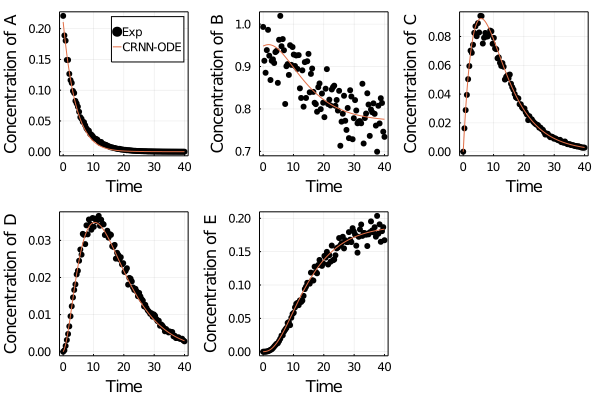 Concentration of A
0.20
0.15
0.10
0.05
0.00
0 10 20 30 40
Time
Exp
CRNN-ODE
Concentration of B
1.0
0.9
0.8
0.7
0 10 20 30 40
Time
Concentration of C
0.08
0.06
0.04
0.02
0.00
0 10 20 30 40
Time
Concentration of D
0.03
0.02
0.01
0.00
0 10 20 30 40
Time
Concentration of E
0.20
0.15
0.10
0.05
0.00
0 10 20 30 40
Time